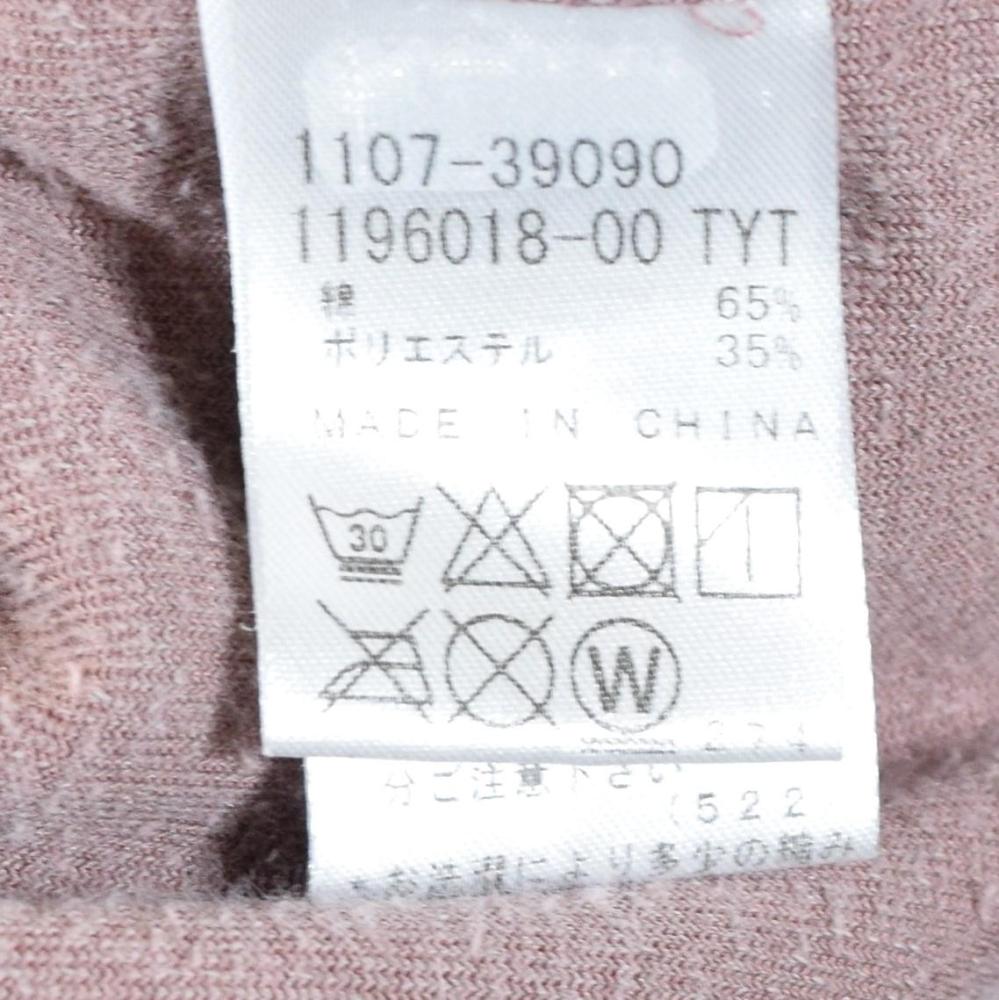 1107-39090
1196018-00 TYT
綿 65%
ポリエステル 35%
MADE IN CHINA
30
W
274
分ご注意下さい
(522
お洗濯により多少の縮み